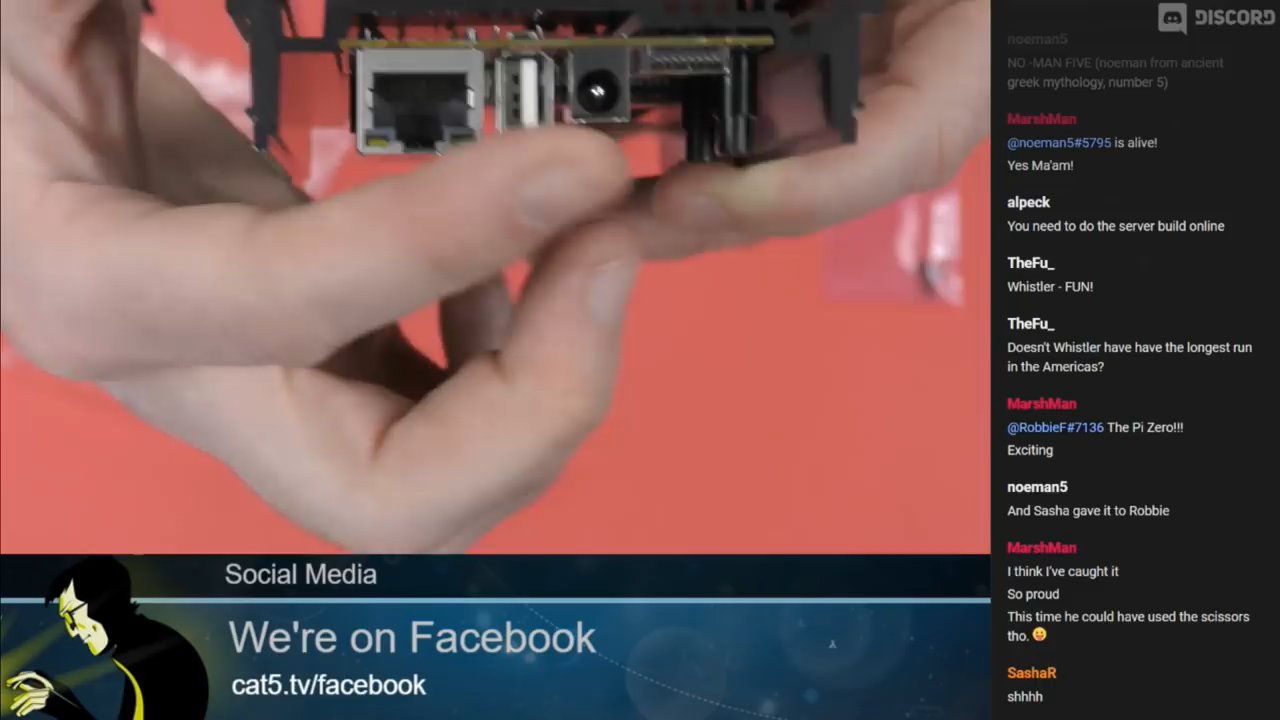 DISCORD
noeman5
NO -MAN FIVE (noeman from ancient
greek mythology, number 5)
MarshMan
@noeman5#5795 is alive!
Yes Ma'am!
alpeck
You need to do the server build online
TheFu_
Whistler - FUN!
TheFu_
Doesn't Whistler have have the longest run
in the Americas?
MarshMan
@RobbieF#7136 The Pi Zero!!!
Exciting
noeman5
And Sasha gave it to Robbie
MarshMan
I think I've caught it
So proud
This time he could have used the scissors
tho. 😛
SashaR
shhhh
Social Media
We're on Facebook
cat5.tv/facebook